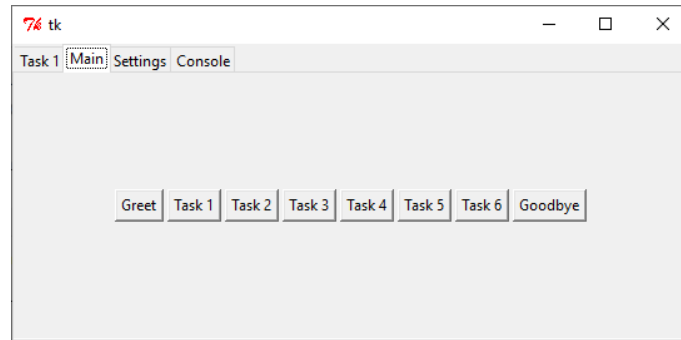 tk
Task 1 Main Settings Console
Greet Task 1 Task 2 Task 3 Task 4 Task 5 Task 6 Goodbye